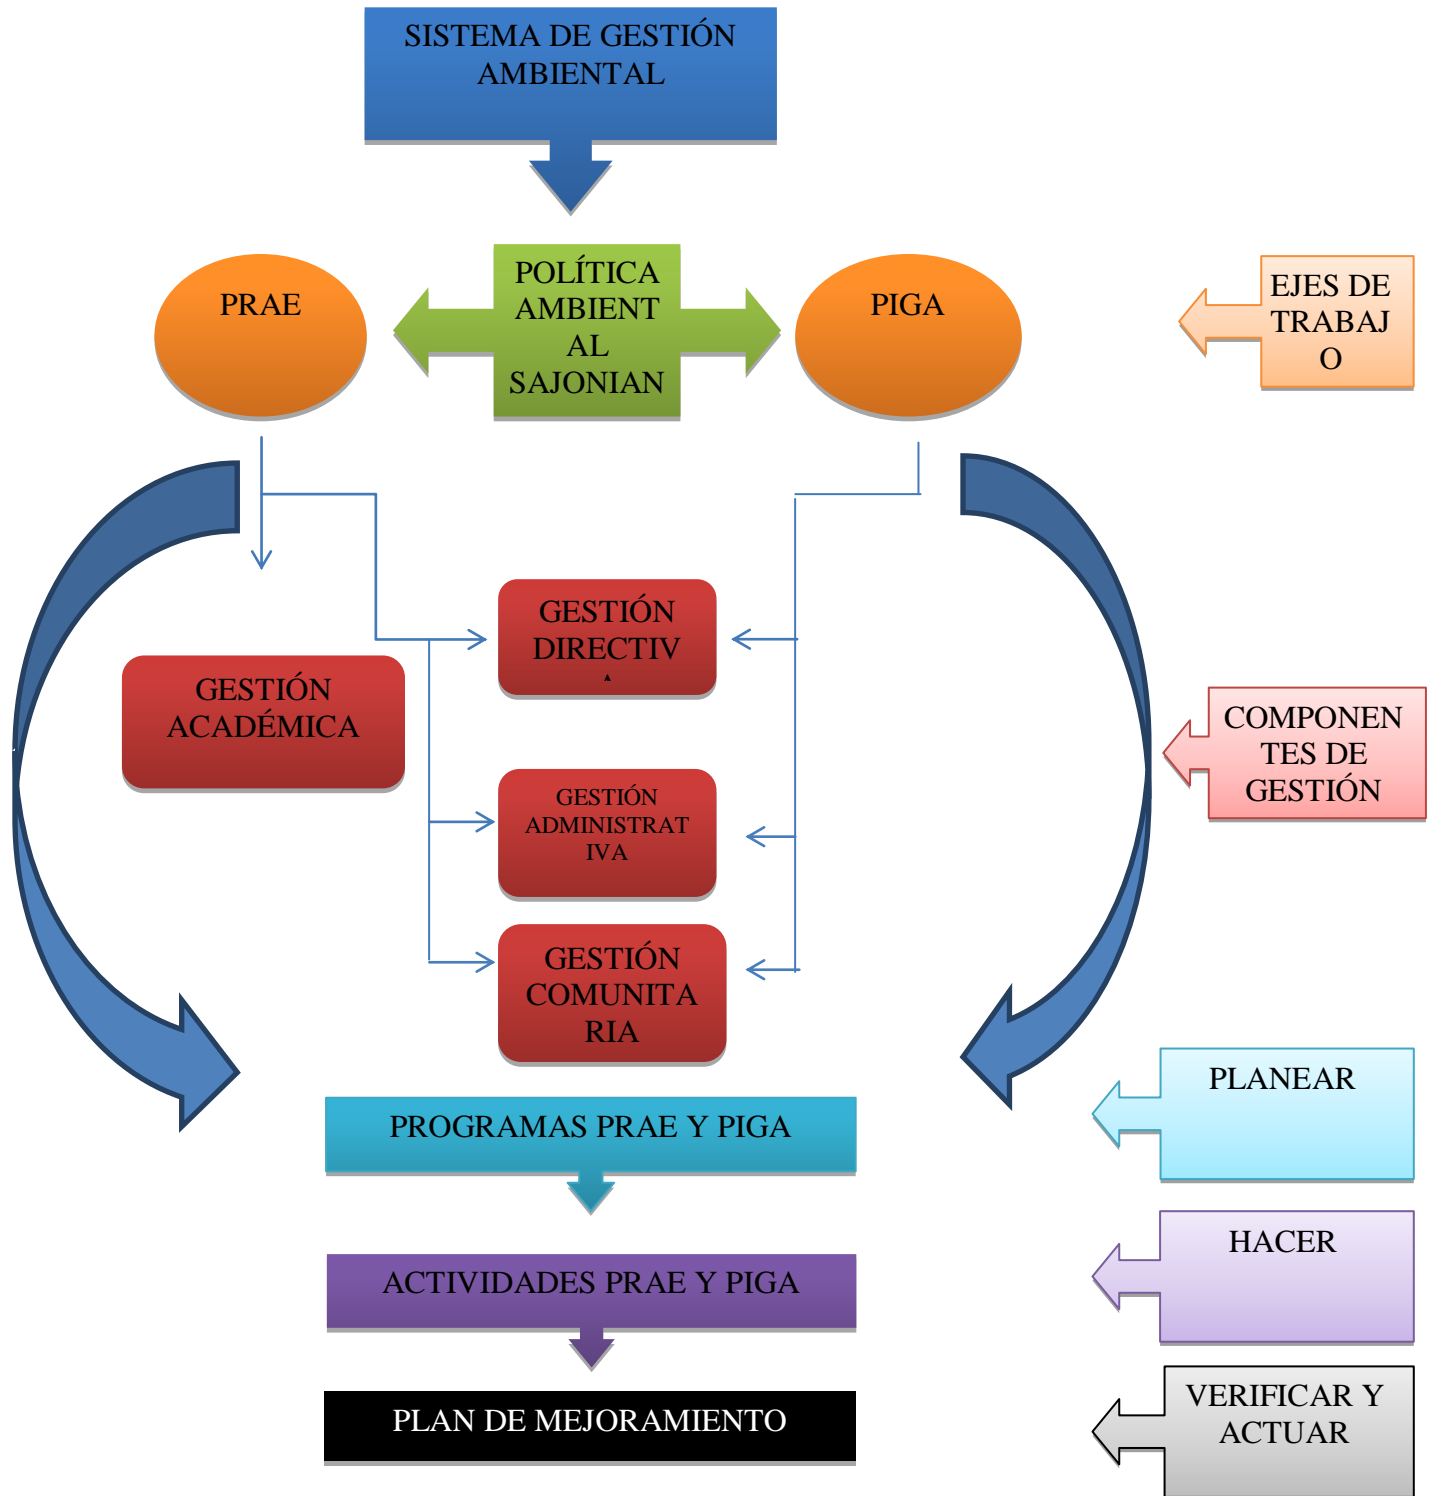 SISTEMA DE GESTIÓN
AMBIENTAL
PRAE
POLÍTICA
AMBIENT
AL
SAJONIAN
PIGA
EJES DE
TRABAJ
O
GESTIÓN
DIRECTIV
A
GESTIÓN
ACADÉMICA
COMPONEN
TES DE
GESTIÓN
GESTIÓN
ADMINISTRAT
IVA
GESTIÓN
COMUNITA
RIA
PROGRAMAS PRAE Y PIGA
PLANEAR
ACTIVIDADES PRAE Y PIGA
HACER
PLAN DE MEJORAMIENTO
VERIFICAR Y
ACTUAR